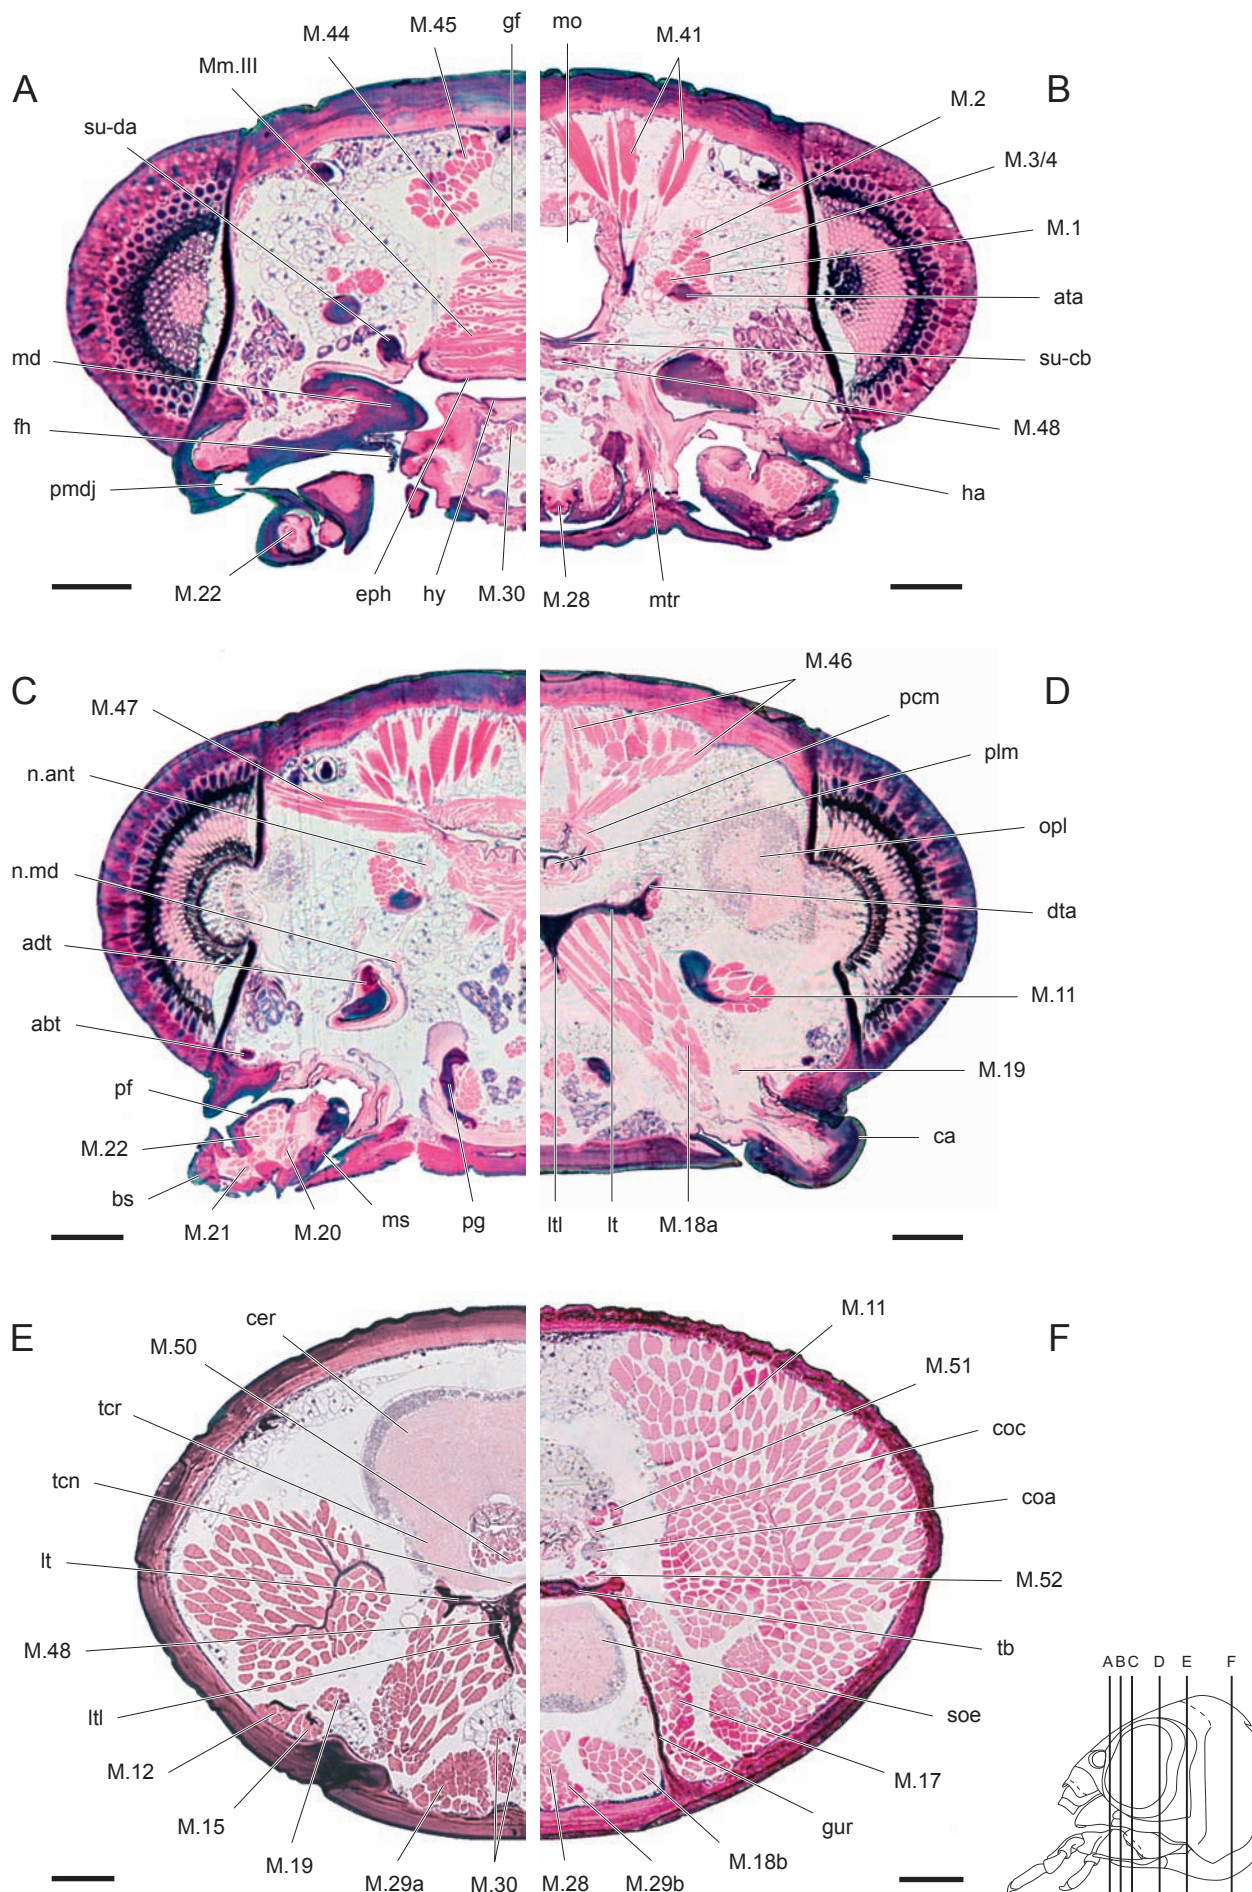 A
M.44
M.45
gf
mo
M.41
Mm.III
su-da
M.2
B
M.3/4
M.1
ata
su-cb
M.48
ha
md
fh
pmdj
M.22
eph
hy
M.30
M.28
mtr
C
M.47
n.ant
n.md
adt
abt
pf
M.22
bs
M.21
M.20
ms
pg
M.46
D
pcm
plm
opl
dta
M.11
M.19
ca
ltl
lt
M.18a
E
cer
M.50
tcr
tcn
lt
M.48
ltl
M.12
M.15
M.19
M.29a
M.30
M.11
F
M.51
coc
coa
M.52
tb
soe
M.17
gur
M.18b
M.29b
M.28
A B C D E F